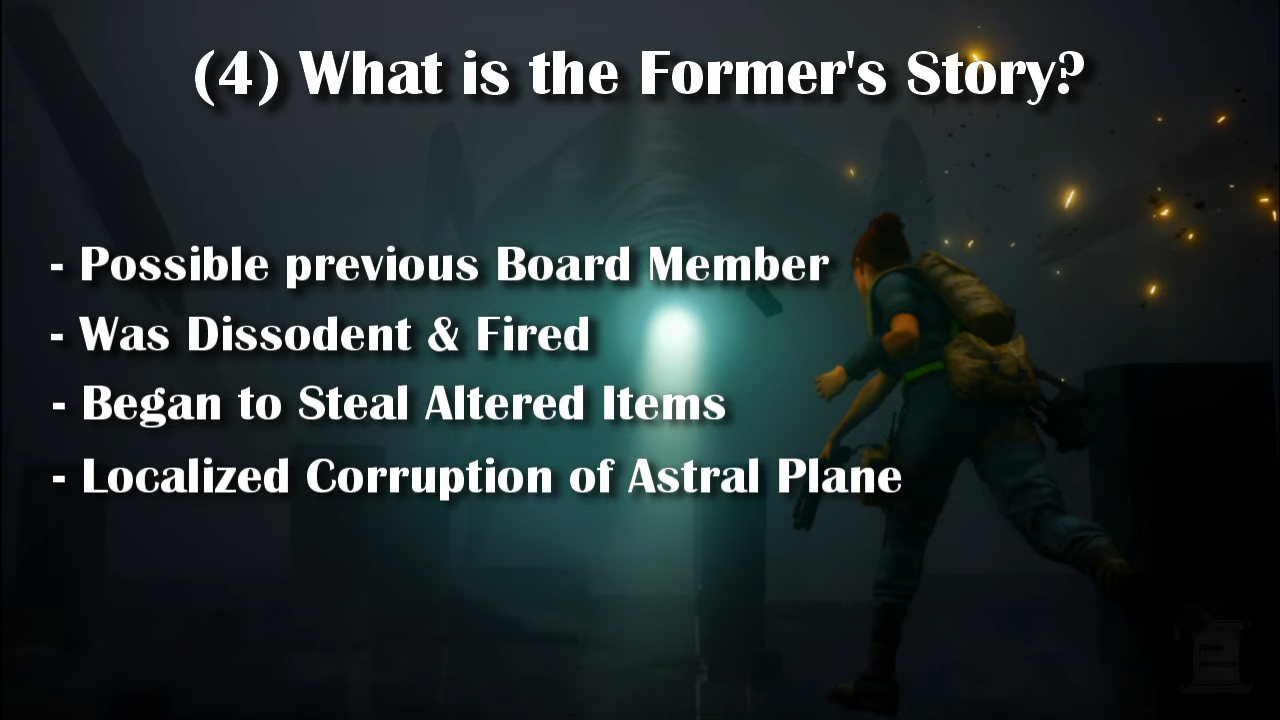 (4) What is the Former's Story?
- Possible previous Board Member
- Was Dissodent & Fired
- Began to Steal Altered Items
- Localized Corruption of Astral Plane